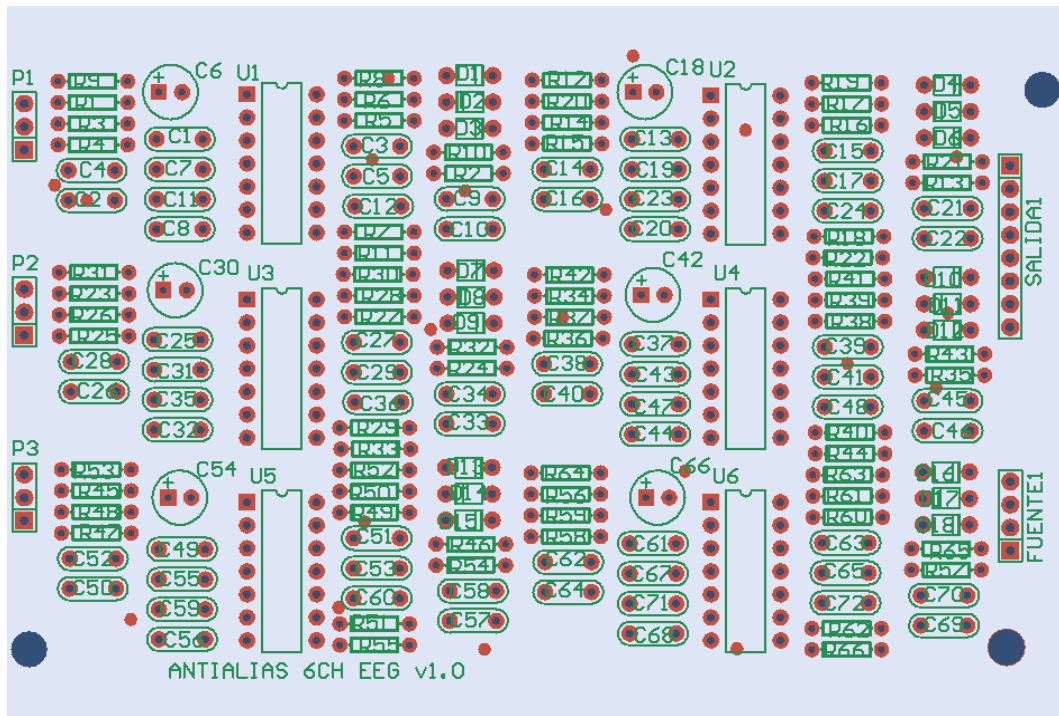 P1
R9
R1
R3
R4
C4
C2
C6
C1
C7
C11
C8
U1
R8
R6
R5
C3
C5
C12
R7
R11
R30
R28
R27
D1
D2
D3
R10
R2
C9
C10
R12
R20
R14
R15
C14
C16
C18
C13
C19
C23
C20
U2
R19
R17
R16
C15
C17
C24
R18
R22
R41
R39
R38
D4
D5
D6
R21
R13
C21
C22
SALIDA1
P2
R31
R23
R26
R25
C28
C26
C30
C25
C31
C35
C32
U3
C27
C29
C36
R29
R33
R52
R50
R49
D7
D8
D9
R32
R24
C34
C33
R42
R34
R37
R36
C38
C40
C42
C37
C43
C47
C44
U4
C39
C41
C48
R40
R44
R63
R61
R60
D10
D11
D12
R43
R35
C45
C46
P3
R53
R45
R48
R47
C52
C50
C54
C49
C55
C59
C56
U5
C51
C53
C60
R51
R55
D13
D14
D15
R46
R54
C58
C57
R64
R56
R59
R58
C62
C64
C66
C61
C67
C71
C68
U6
C63
C65
C72
R62
R66
D16
D17
D18
R65
R57
C70
C69
FUENTE1
ANTIALIAS 6CH EEG v1.0